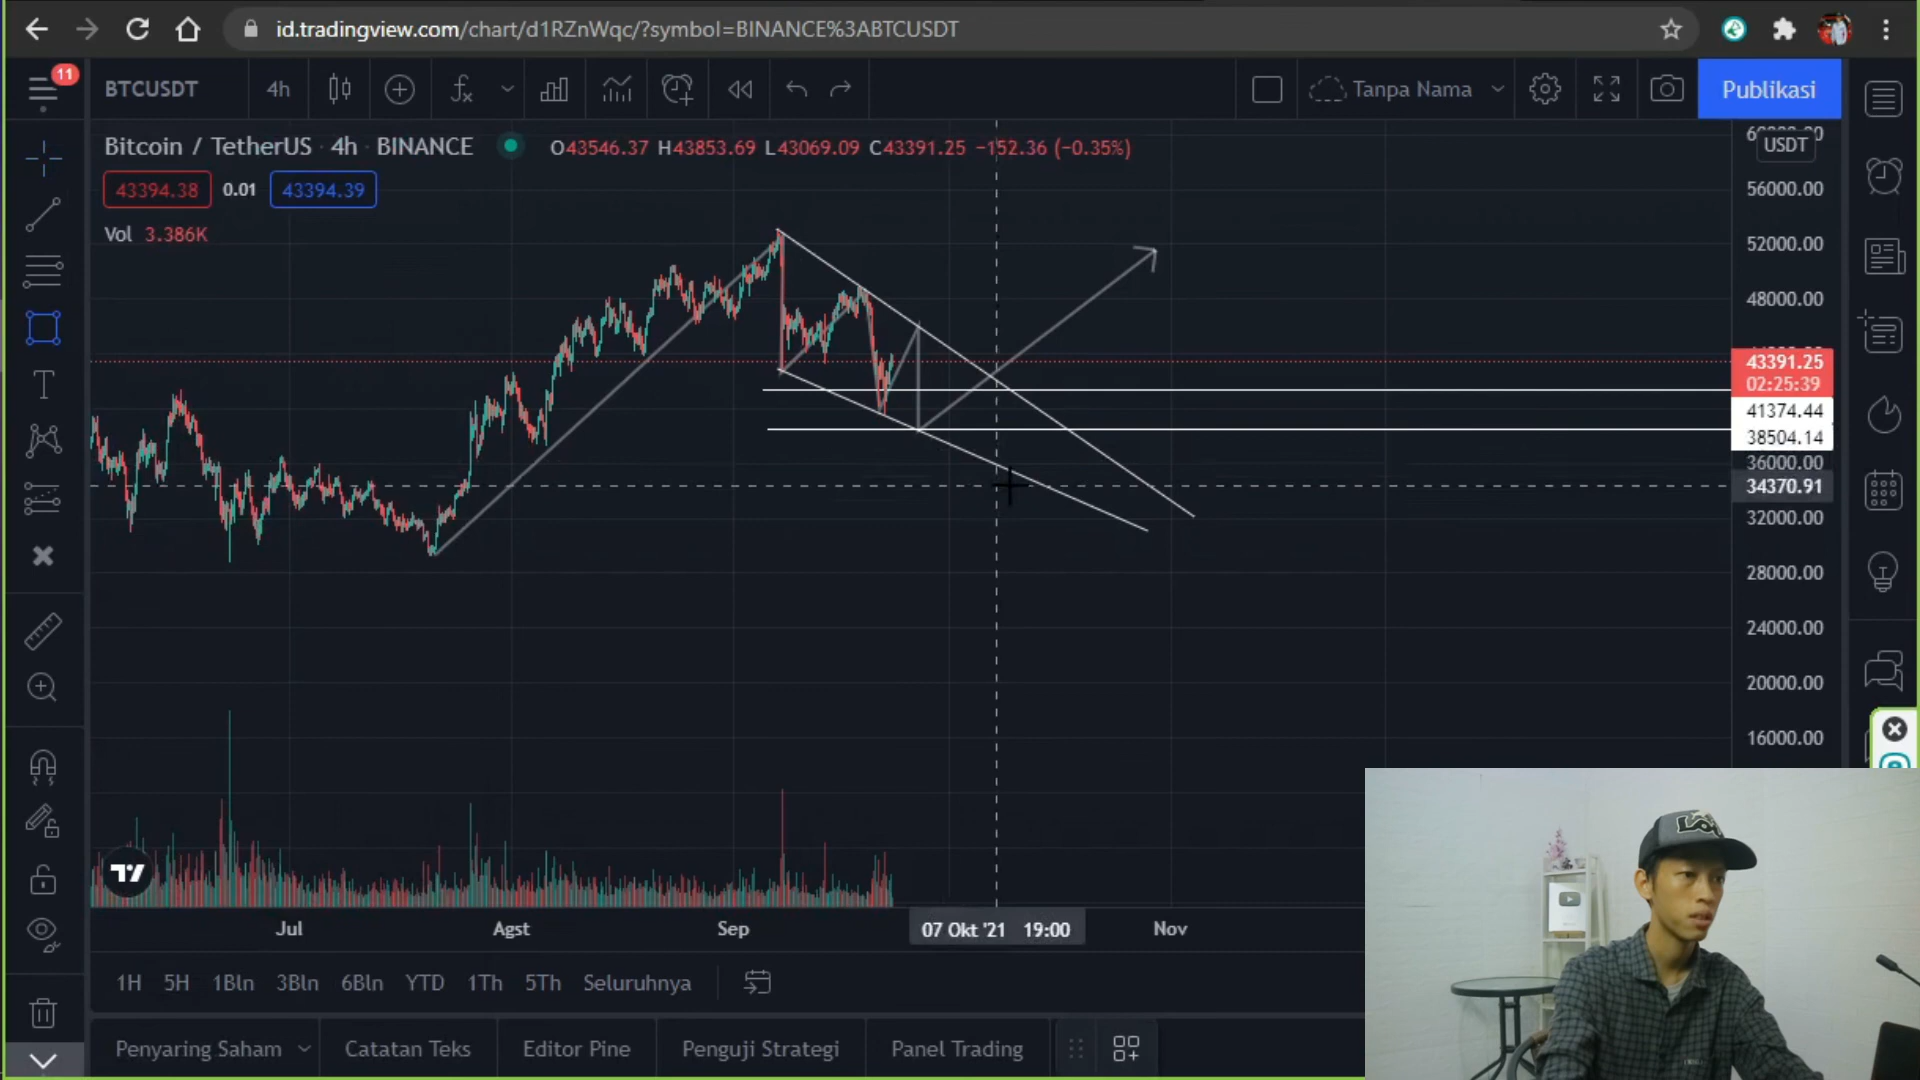 id.tradingview.com/chart/d1RZnWqc/?symbol=BINANCE%3ABTCUSDT
11
BTCUSDT
4h
Tanpa Nama
Publikasi
Bitcoin / TetherUS · 4h · BINANCE
O43546.37 H43853.69 L43069.09 C43391.25 −152.36 (−0.35%)
USDT
43394.38 0.01 43394.39
Vol 3.386K
56000.00
52000.00
48000.00
43391.25
02:25:39
41374.44
38504.14
36000.00
34370.91
32000.00
28000.00
24000.00
20000.00
16000.00
Jul Agst Sep 07 Okt '21 19:00 Nov
1H 5H 1Bln 3Bln 6Bln YTD 1Th 5Th Seluruhnya
Penyaring Saham Catatan Teks Editor Pine Penguji Strategi Panel Trading